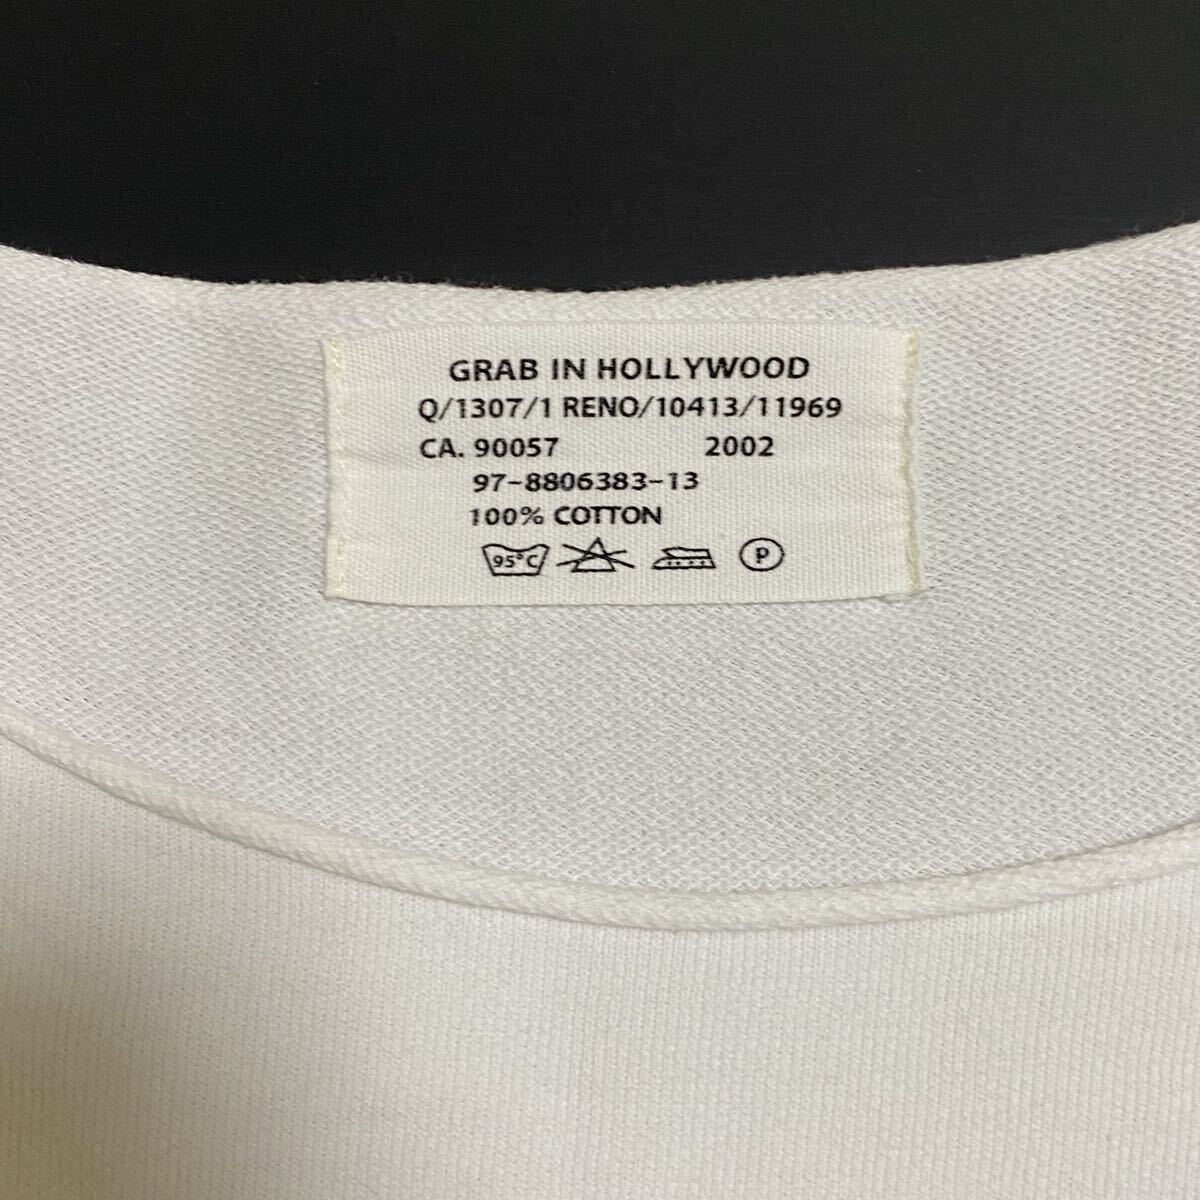 GRAB IN HOLLYWOOD
Q/1307/1 RENO/10413/11969
CA. 90057 2002
97-8806383-13
100% COTTON
95°C P